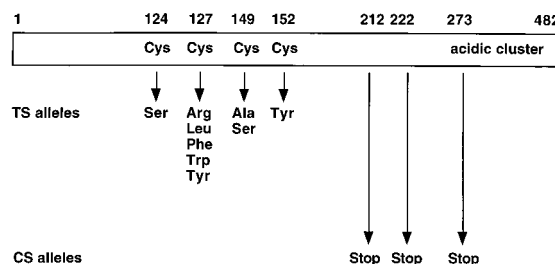 1 124 127 149 152 212 222 273 482
Cys Cys Cys Cys acidic cluster
TS alleles Ser Arg Ala Tyr
Leu Ser
Phe
Trp
Tyr
CS alleles Stop Stop Stop